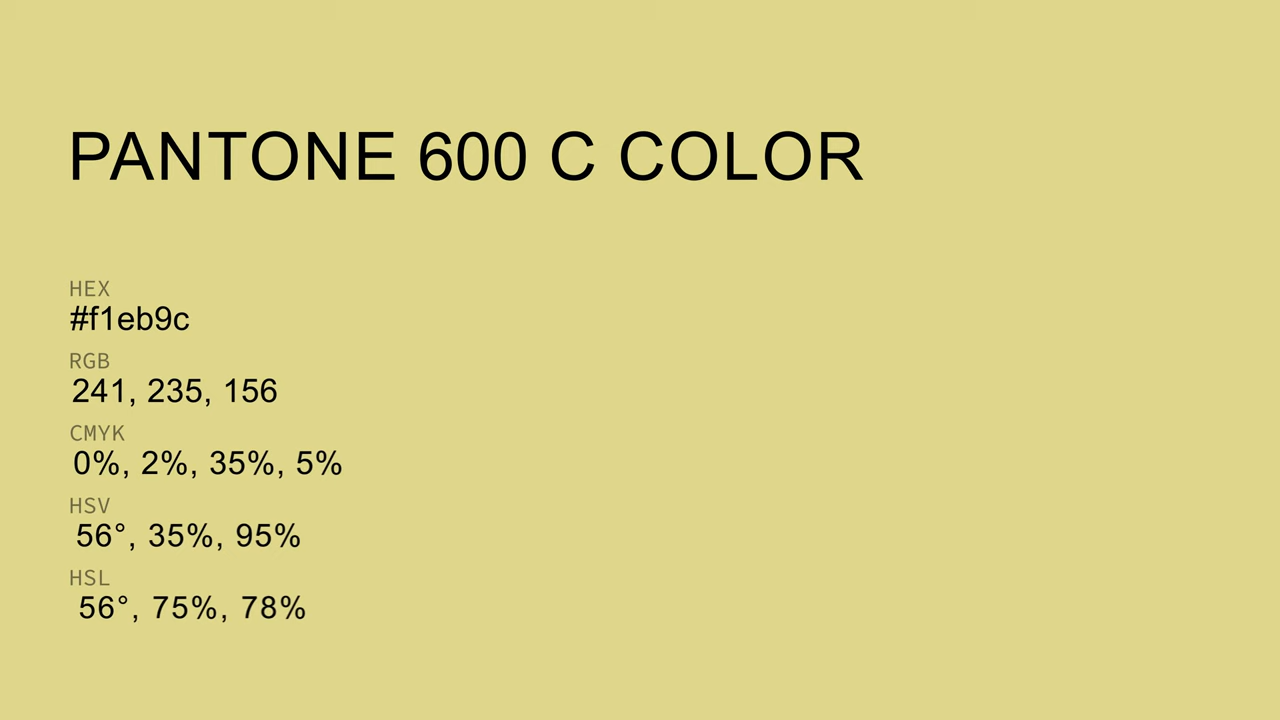 PANTONE 600 C COLOR
HEX
#f1eb9c
RGB
241, 235, 156
CMYK
0%, 2%, 35%, 5%
HSV
56°, 35%, 95%
HSL
56°, 75%, 78%